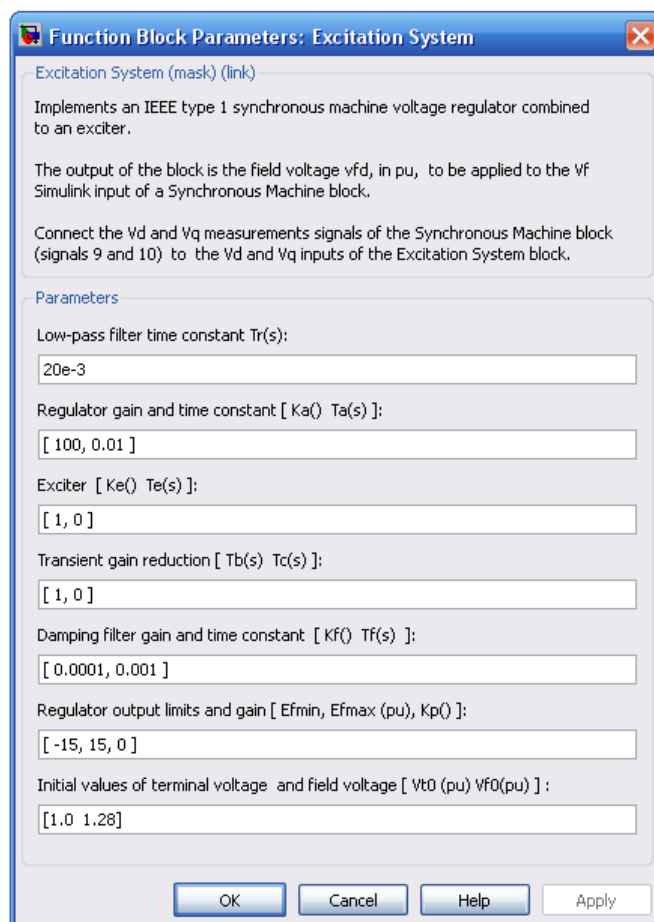 Function Block Parameters: Excitation System
Excitation System (mask) (link)
Implements an IEEE type 1 synchronous machine voltage regulator combined
to an exciter.
The output of the block is the field voltage vfd, in pu, to be applied to the Vf
Simulink input of a Synchronous Machine block.
Connect the Vd and Vq measurements signals of the Synchronous Machine block
(signals 9 and 10) to the Vd and Vq inputs of the Excitation System block.
Parameters
Low-pass filter time constant Tr(s):
20e-3
Regulator gain and time constant [ Ka() Ta(s) ]:
[ 100, 0.01 ]
Exciter [ Ke() Te(s) ]:
[ 1, 0 ]
Transient gain reduction [ Tb(s) Tc(s) ]:
[ 1, 0 ]
Damping filter gain and time constant [ Kf() Tf(s) ]:
[ 0.0001, 0.001 ]
Regulator output limits and gain [ Efmin, Efmax (pu), Kp() ]:
[ -15, 15, 0 ]
Initial values of terminal voltage and field voltage [ Vt0 (pu) Vf0(pu) ] :
[1.0 1.28]
OK Cancel Help Apply